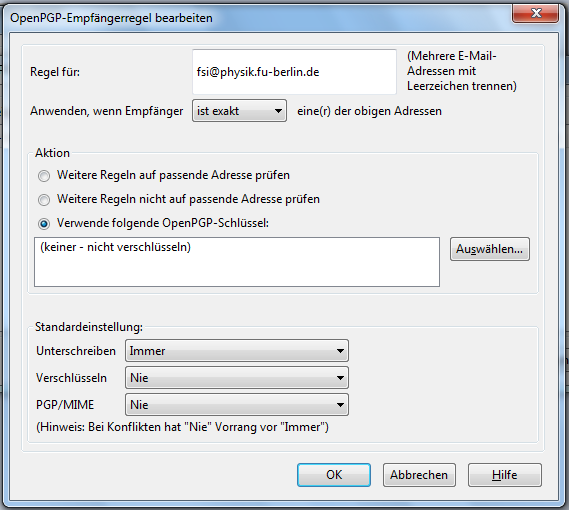 OpenPGP-Empfängerregel bearbeiten
Regel für:
fsi@physik.fu-berlin.de
(Mehrere E-Mail-
Adressen mit
Leerzeichen trennen)
Anwenden, wenn Empfänger ist exakt eine(r) der obigen Adressen
Aktion
Weitere Regeln auf passende Adresse prüfen
Weitere Regeln nicht auf passende Adresse prüfen
Verwende folgende OpenPGP-Schlüssel:
(keiner - nicht verschlüsseln)
Auswählen...
Standardeinstellung:
Unterschreiben Immer
Verschlüsseln Nie
PGP/MIME Nie
(Hinweis: Bei Konflikten hat "Nie" Vorrang vor "Immer")
OK Abbrechen Hilfe